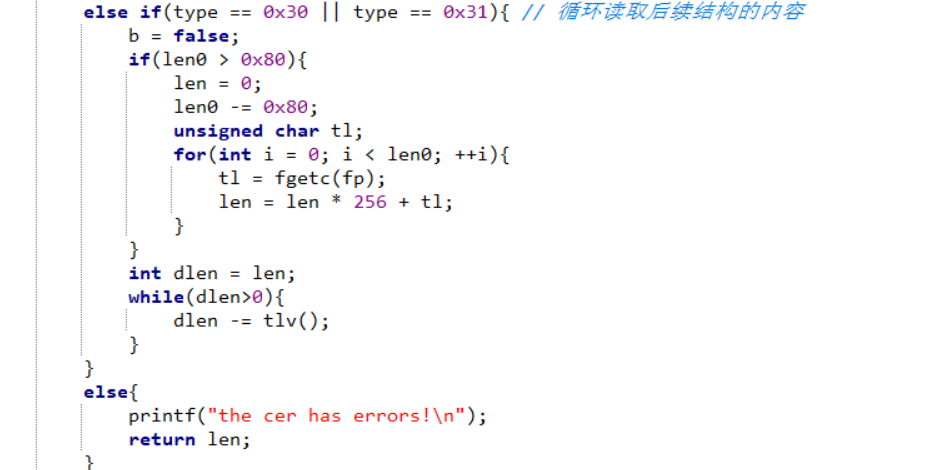 else if(type == 0x30 || type == 0x31){ // 循环读取后续结构的内容
b = false;
if(len0 > 0x80){
len = 0;
len0 -= 0x80;
unsigned char tl;
for(int i = 0; i < len0; ++i){
tl = fgetc(fp);
len = len * 256 + tl;
}
}
int dlen = len;
while(dlen>0){
dlen -= tlv();
}
}
else{
printf("the cer has errors!\n");
return len;
}